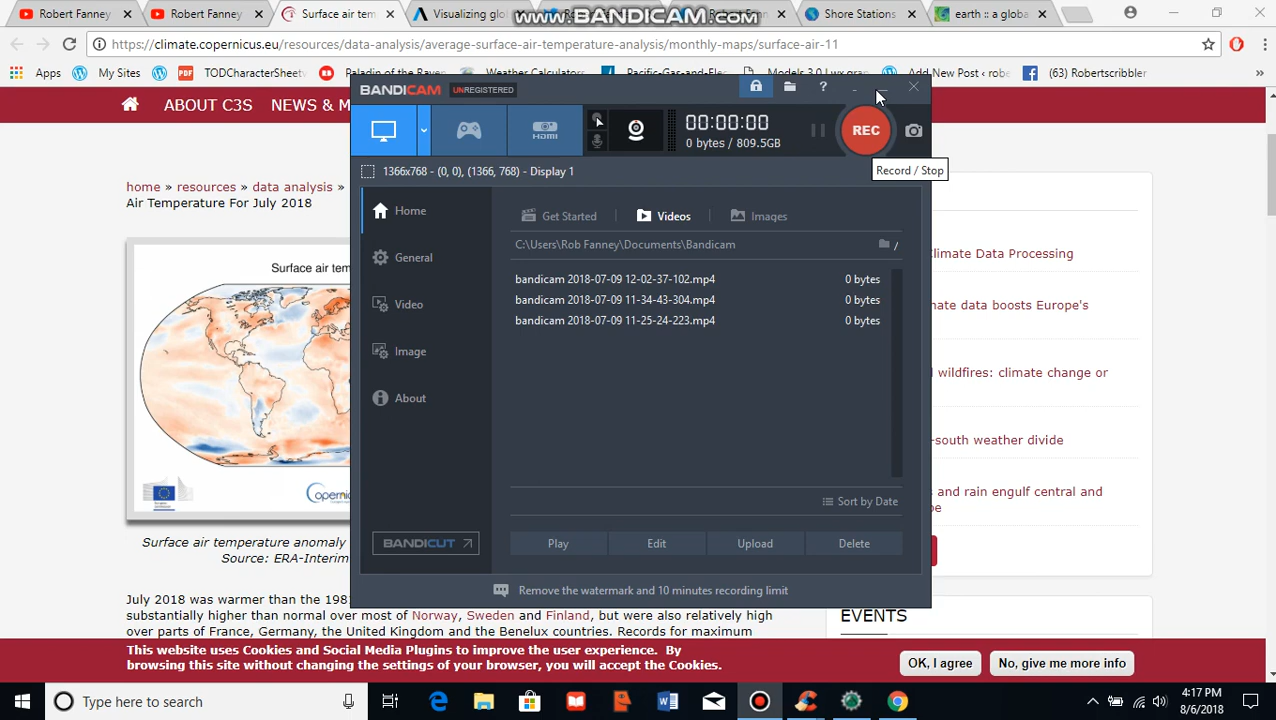 Robert Fanney
Robert Fanney
Surface air tem
Visualizing glo
www.BANDICAM.com
Fanney
Shore Stations
earth :: a globa
https://climate.copernicus.eu/resources/data-analysis/average-surface-air-temperature-analysis/monthly-maps/surface-air-11
Apps
My Sites
PDF
TODCharacterSheet
Paladin of the Raven
Weather Calculator
Pacific-Gas-and-Elec
Add New Post ‹ robe
(63) Robertscribbler
»
ABOUT C3S
NEWS & M
home » resources » data analysis »
Air Temperature For July 2018
Surface air tem
Copernic
Surface air temperature anomaly
Source: ERA-Interim
July 2018 was warmer than the 198
substantially higher than normal over most of Norway, Sweden and Finland, but were also relatively high
over parts of France, Germany, the United Kingdom and the Benelux countries. Records for maximum
BANDICAM UNREGISTERED
?
HDMI
00:00:00
0 bytes / 809.5GB
REC
Record / Stop
1366x768 - (0, 0), (1366, 768) - Display 1
Home
General
Video
Image
About
BANDICUT
Get Started
Videos
Images
C:\Users\Rob Fanney\Documents\Bandicam
/
bandicam 2018-07-09 12-02-37-102.mp4 0 bytes
bandicam 2018-07-09 11-34-43-304.mp4 0 bytes
bandicam 2018-07-09 11-25-24-223.mp4 0 bytes
Sort by Date
Play
Edit
Upload
Delete
Remove the watermark and 10 minutes recording limit
limate Data Processing
mate data boosts Europe's
wildfires: climate change or
-south weather divide
s and rain engulf central and
pe
EVENTS
This website uses Cookies and Social Media Plugins to improve the user experience. By
browsing this site without changing the settings of your browser, you will accept the Cookies.
OK, I agree
No, give me more info
Type here to search
4:17 PM
8/6/2018